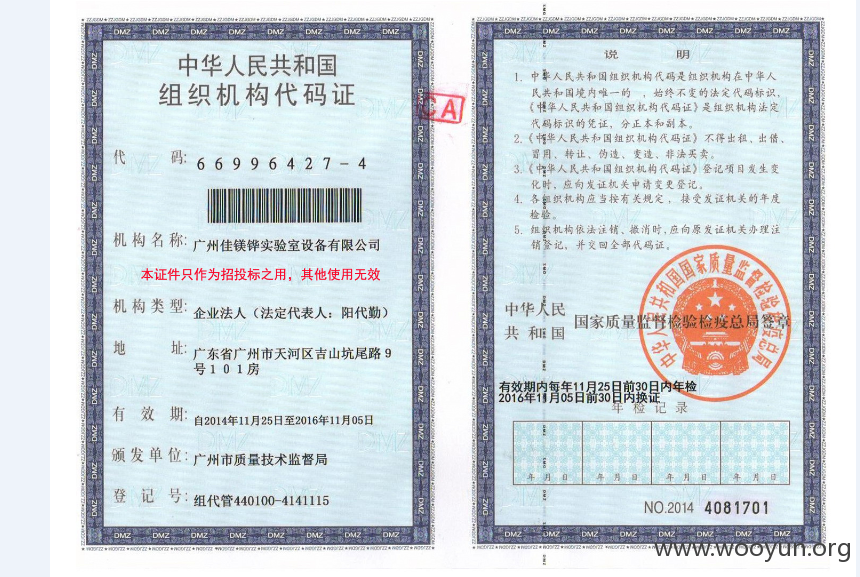 中华人民共和国
组织机构代码证
代 码: 66996427-4
机构名称: 广州佳镁铧实验室设备有限公司
本证件只作为招投标之用，其他使用无效
机构类型: 企业法人（法定代表人：阳代勤）
地 址: 广东省广州市天河区吉山坑尾路9
号101房
有 效 期: 自2014年11月25日至2016年11月05日
颁发单位: 广州市质量技术监督局
登 记 号: 组代管440100-4141115
CA
说 明
1. 中华人民共和国组织机构代码是组织机构在中华人
民共和国境内唯一的 、始终不变的法定代码标识，
《中华人民共和国组织机构代码证》是组织机构法定
代码标识的凭证，分正本和副本。
2.《中华人民共和国组织机构代码证》不得出租、出借、
冒用、转让、伪造、变造、非法买卖。
3.《中华人民共和国组织机构代码证》登记项目发生变
化时，应向发证机关申请变更登记。
4. 各组织机构应当按有关规定，接受发证机关的年度
检验。
5. 组织机构依法注销、撤消时，应向原发证机关办理注
销登记，并交回全部代码证。
中华人民
共和国 国家质量监督检验检疫总局签章
中华人民共和国国家质量监督检验检疫总局
有效期内每年11月25日前30日内年检
2016年11月05日前30日内换证
年检记录
年 月 日 年 月 日 年 月 日 年 月 日
NO.2014 4081701
www.wooyun.org